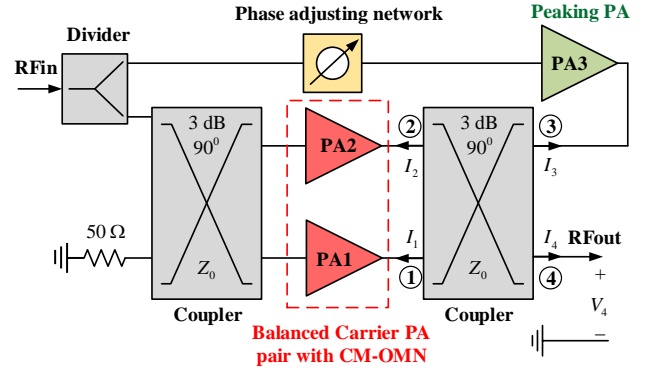 Peaking PA
Phase adjusting network
Divider
RFin
PA3
3 dB
90⁰
PA2
2
I₂
3 dB
90⁰
3
I₃
50 Ω
Z₀
PA1
I₁
1
Z₀
I₄
RFout
4
+
V₄
−
Coupler
Coupler
Balanced Carrier PA
pair with CM-OMN